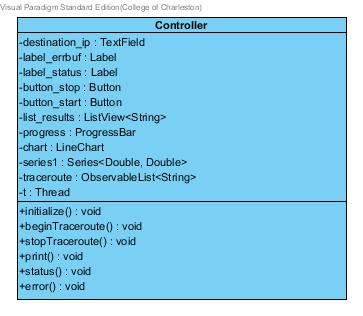 Visual Paradigm Standard Edition(College of Charleston)
Controller
-destination_ip : TextField
-label_errbuf : Label
-label_status : Label
-button_stop : Button
-button_start : Button
-list_results : ListView<String>
-progress : ProgressBar
-chart : LineChart
-series1 : Series<Double, Double>
-traceroute : ObservableList<String>
-t : Thread
+initialize() : void
+beginTraceroute() : void
+stopTraceroute() : void
+print() : void
+status() : void
+error() : void